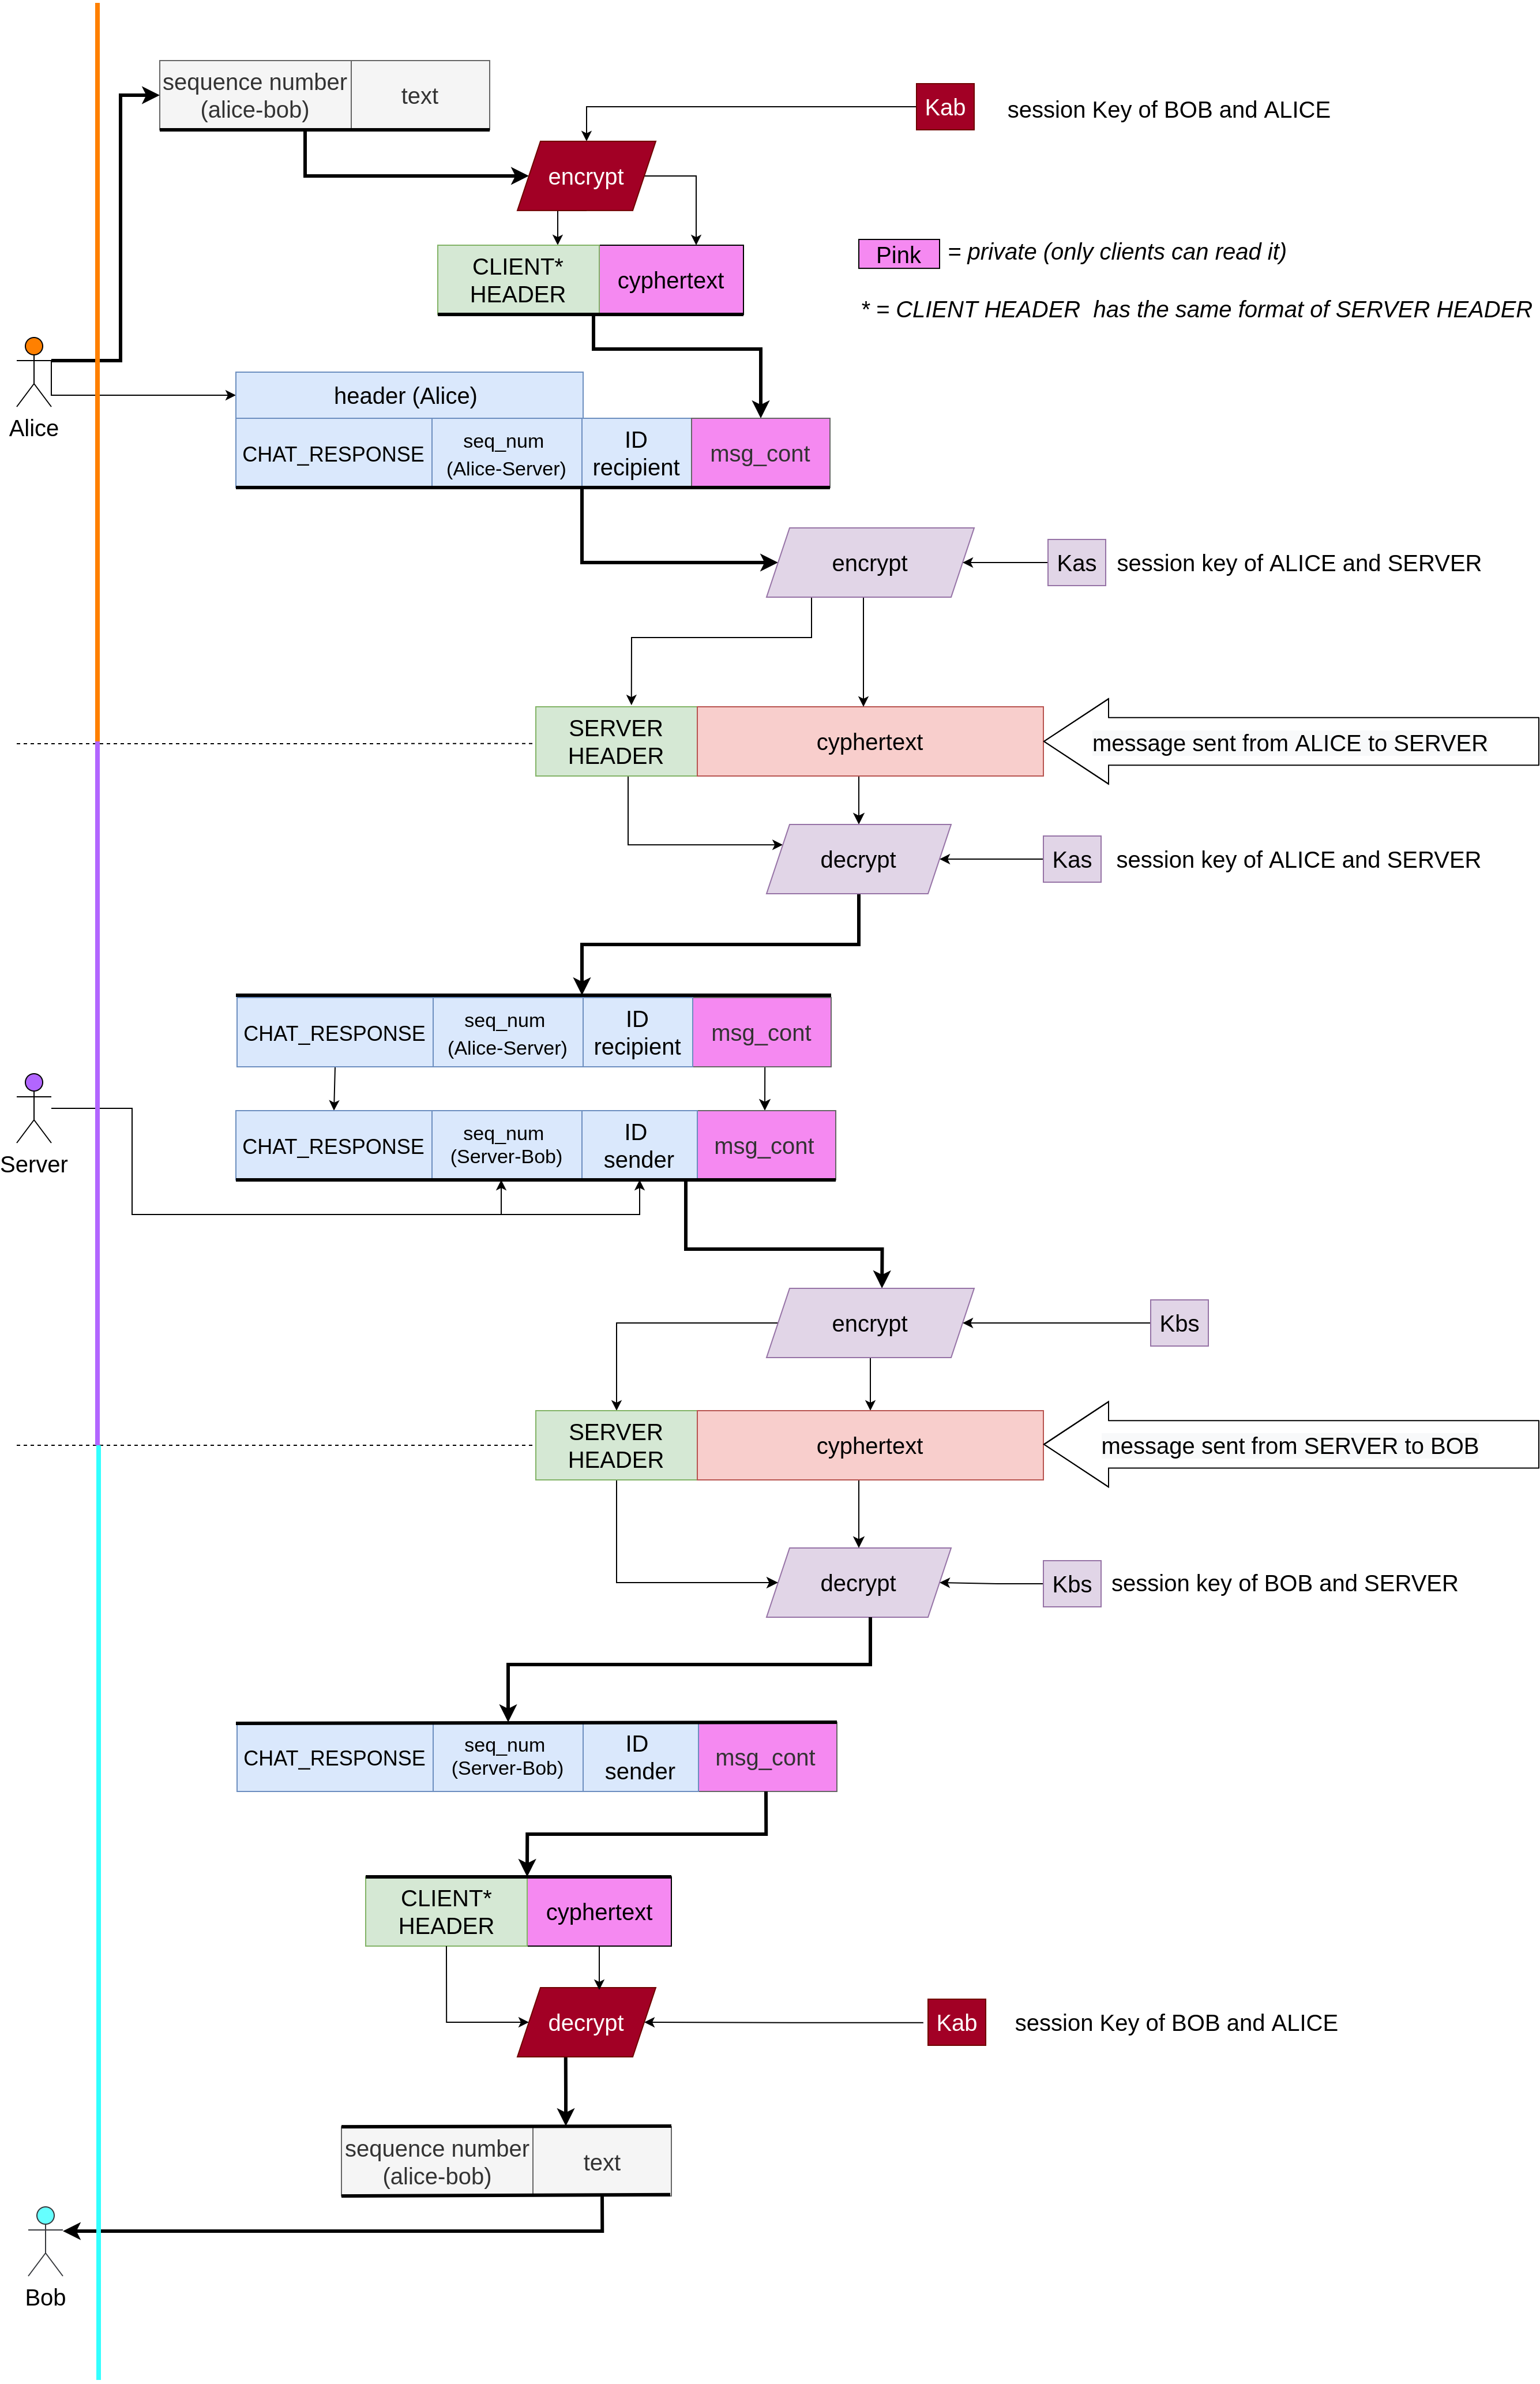 sequence number
(alice-bob)
text
Kab
session Key of BOB and ALICE
encrypt
CLIENT*
HEADER
cyphertext
Pink
= private (only clients can read it)
* = CLIENT HEADER  has the same format of SERVER HEADER
Alice
header (Alice)
CHAT_RESPONSE
seq_num
(Alice-Server)
ID
recipient
msg_cont
encrypt
Kas
session key of ALICE and SERVER
SERVER
HEADER
cyphertext
message sent from ALICE to SERVER
decrypt
Kas
session key of ALICE and SERVER
CHAT_RESPONSE
seq_num
(Alice-Server)
ID
recipient
msg_cont
Server
CHAT_RESPONSE
seq_num
(Server-Bob)
ID
sender
msg_cont
encrypt
Kbs
SERVER
HEADER
cyphertext
message sent from SERVER to BOB
decrypt
Kbs
session key of BOB and SERVER
CHAT_RESPONSE
seq_num
(Server-Bob)
ID
sender
msg_cont
CLIENT*
HEADER
cyphertext
decrypt
Kab
session Key of BOB and ALICE
sequence number
(alice-bob)
text
Bob